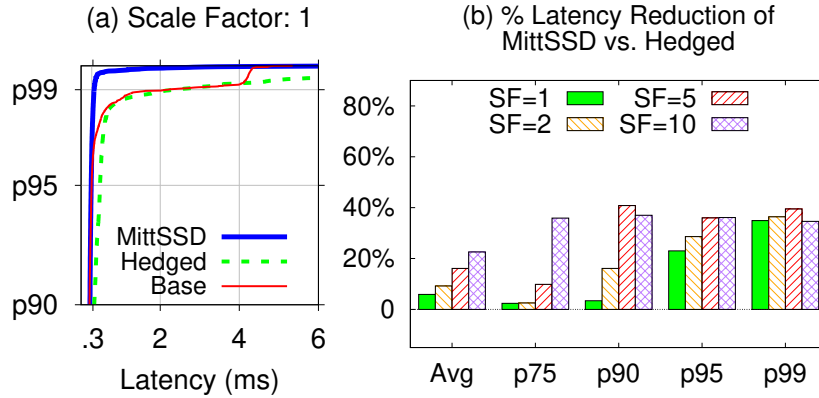 (a) Scale Factor: 1
p99
p95
p90
MittSSD
Hedged
Base
.3 2 4 6
Latency (ms)
(b) % Latency Reduction of
MittSSD vs. Hedged
80%
60%
40%
20%
0
SF=1 SF=5
SF=2 SF=10
Avg p75 p90 p95 p99